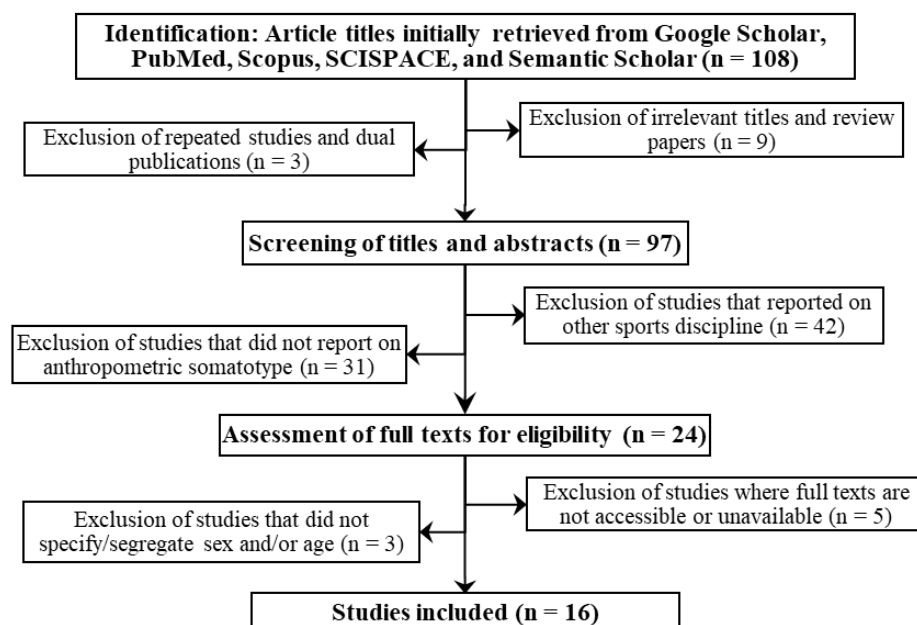 Identification: Article titles initially retrieved from Google Scholar,
PubMed, Scopus, SCISPACE, and Semantic Scholar (n = 108)
Exclusion of repeated studies and dual
publications (n = 3)
Exclusion of irrelevant titles and review
papers (n = 9)
Screening of titles and abstracts (n = 97)
Exclusion of studies that did not report on
anthropometric somatotype (n = 31)
Exclusion of studies that reported on
other sports discipline (n = 42)
Assessment of full texts for eligibility (n = 24)
Exclusion of studies that did not
specify/segregate sex and/or age (n = 3)
Exclusion of studies where full texts are
not accessible or unavailable (n = 5)
Studies included (n = 16)